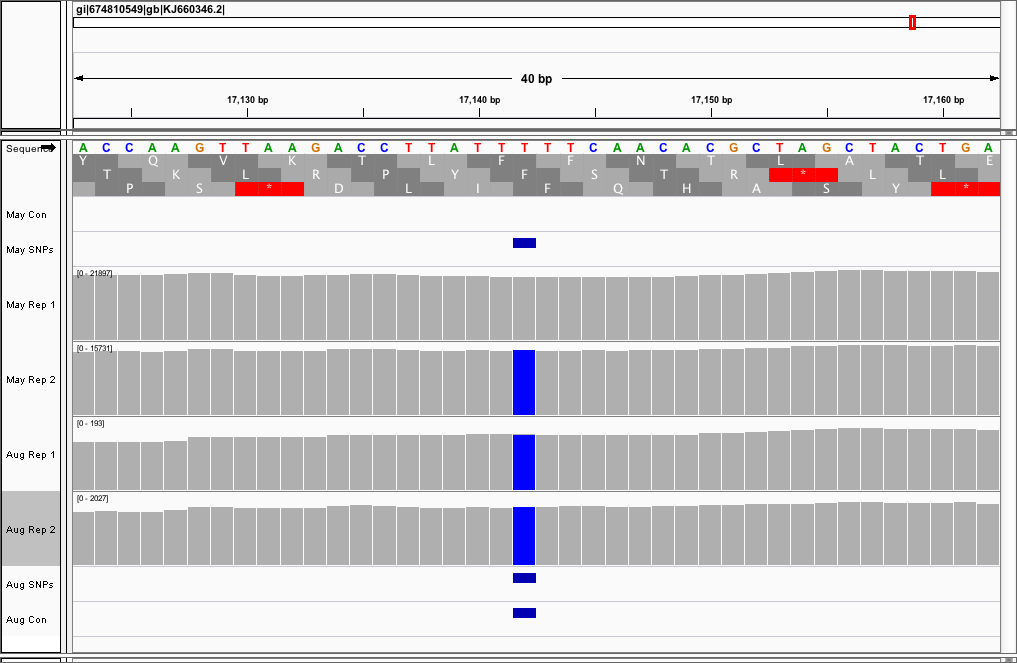 gi|674810549|gb|KJ660346.2|
40 bp
17,130 bp 17,140 bp 17,150 bp 17,160 bp
Sequence A C C A A G T T A A G A C C T T A T T T T T C A A C A C G C T A G C T A C T G A
Y Q V K T L F F N T L A T E
T K L R P Y F S T R * L L
P S * D L I F Q H A S Y *
May Con
May SNPs
[0 - 21897]
May Rep 1
[0 - 15731]
May Rep 2
[0 - 193]
Aug Rep 1
[0 - 2027]
Aug Rep 2
Aug SNPs
Aug Con